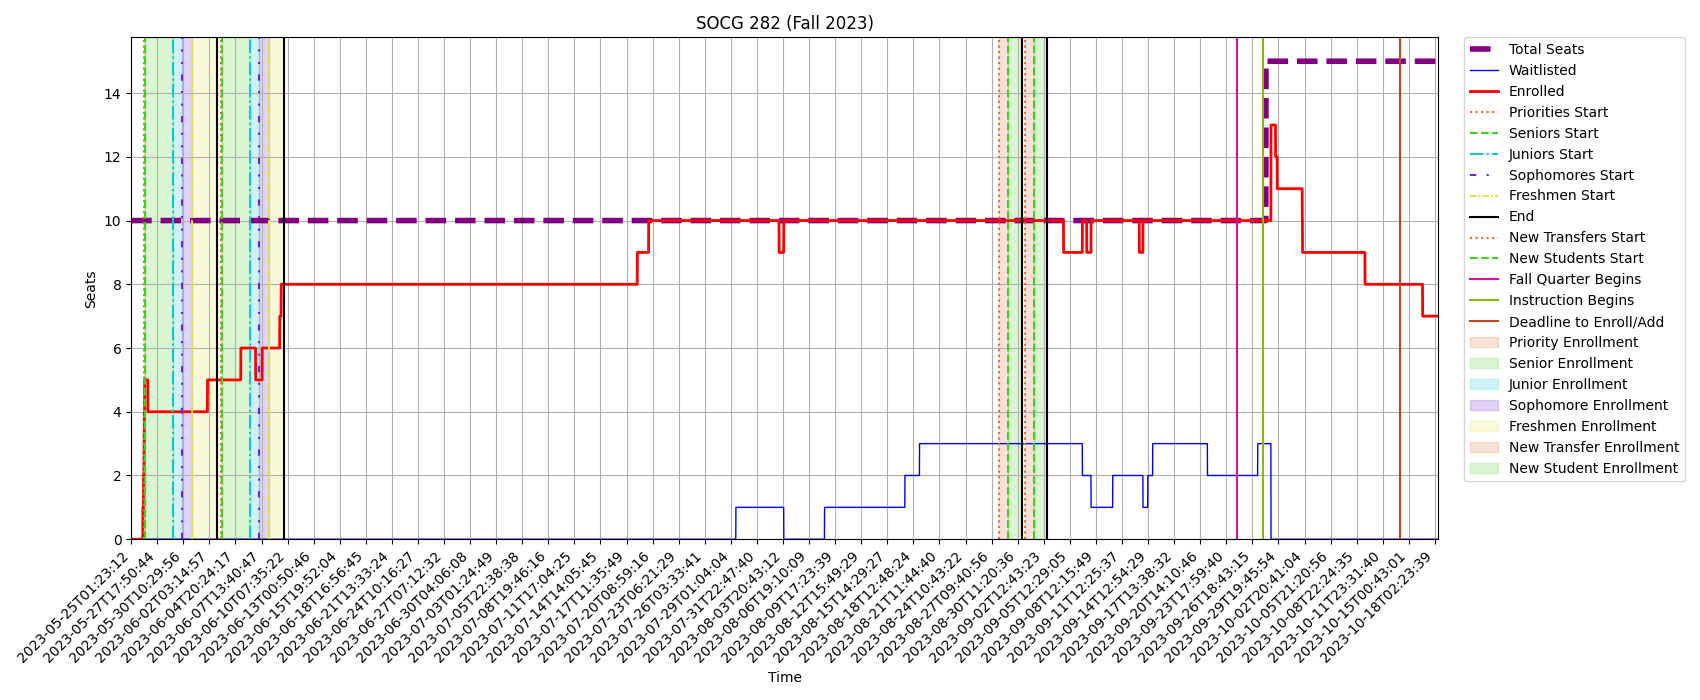 SOCG 282 (Fall 2023)
Seats
14
12
10
8
6
4
2
0
2023-05-25T01:23:12
2023-05-27T17:50:44
2023-05-30T10:29:56
2023-06-02T03:14:57
2023-06-04T20:24:17
2023-06-07T13:40:47
2023-06-10T07:35:22
2023-06-13T00:50:46
2023-06-15T19:52:04
2023-06-18T16:56:45
2023-06-21T13:33:24
2023-06-24T10:16:27
2023-06-27T07:12:32
2023-06-30T04:06:08
2023-07-03T01:24:49
2023-07-05T22:38:38
2023-07-08T19:46:16
2023-07-11T17:04:25
2023-07-14T14:05:45
2023-07-17T11:35:49
2023-07-20T08:59:10
2023-07-23T06:21:29
2023-07-26T03:33:41
2023-07-29T01:04:04
2023-07-31T22:47:40
2023-08-03T20:43:12
2023-08-06T19:10:09
2023-08-09T17:23:39
2023-08-12T15:49:29
2023-08-15T14:29:27
2023-08-18T12:48:24
2023-08-21T11:44:40
2023-08-24T10:43:22
2023-08-27T09:40:56
2023-08-30T11:20:36
2023-09-02T12:43:23
2023-09-05T12:29:05
2023-09-08T12:15:49
2023-09-11T12:25:37
2023-09-14T12:54:29
2023-09-17T13:38:32
2023-09-20T14:10:46
2023-09-23T17:59:40
2023-09-26T18:43:15
2023-09-29T19:45:54
2023-10-02T20:41:04
2023-10-05T21:20:56
2023-10-08T22:24:35
2023-10-11T23:31:40
2023-10-15T00:43:01
2023-10-18T02:23:39
Time
Total Seats
Waitlisted
Enrolled
Priorities Start
Seniors Start
Juniors Start
Sophomores Start
Freshmen Start
End
New Transfers Start
New Students Start
Fall Quarter Begins
Instruction Begins
Deadline to Enroll/Add
Priority Enrollment
Senior Enrollment
Junior Enrollment
Sophomore Enrollment
Freshmen Enrollment
New Transfer Enrollment
New Student Enrollment